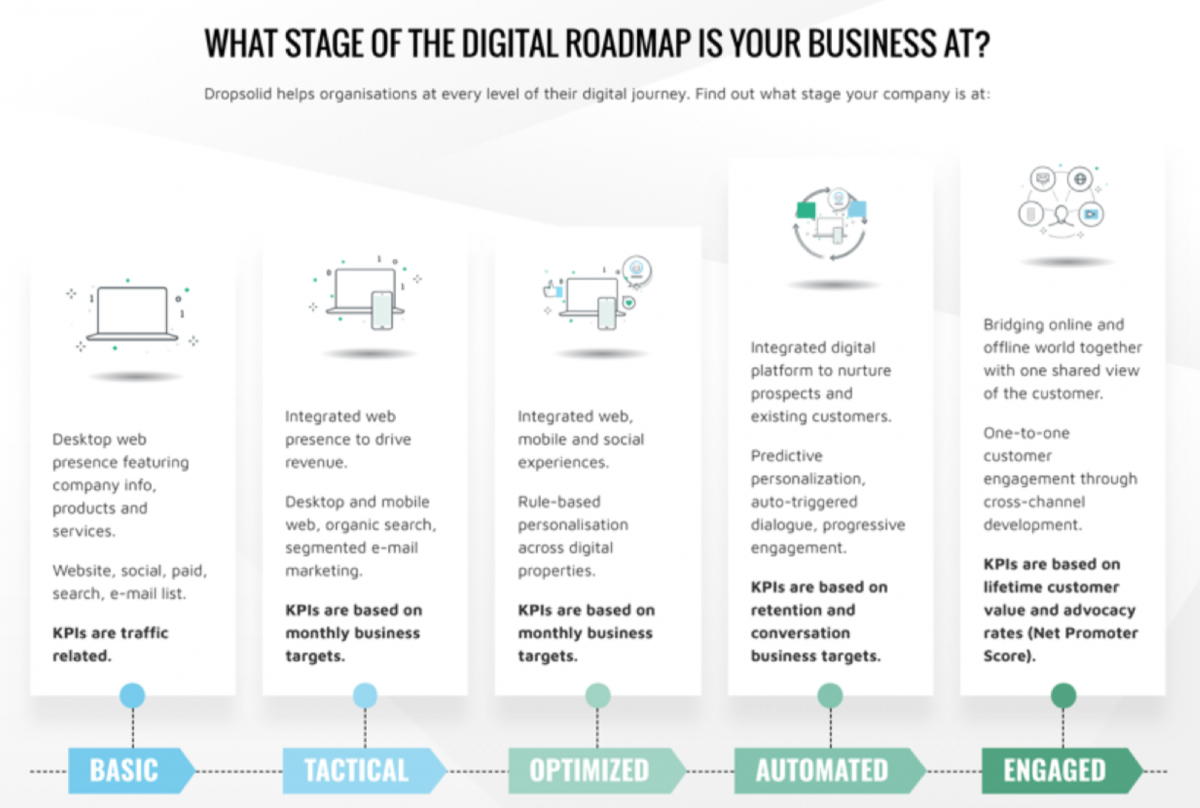 WHAT STAGE OF THE DIGITAL ROADMAP IS YOUR BUSINESS AT?
Dropsolid helps organisations at every level of their digital journey. Find out what stage your company is at:
Desktop web
presence featuring
company info,
products and
services.
Website, social, paid,
search, e-mail list.
KPIs are traffic
related.
BASIC
Integrated web
presence to drive
revenue.
Desktop and mobile
web, organic search,
segmented e-mail
marketing.
KPIs are based on
monthly business
targets.
TACTICAL
Integrated web,
mobile and social
experiences.
Rule-based
personalisation
across digital
properties.
KPIs are based on
monthly business
targets.
OPTIMIZED
Integrated digital
platform to nurture
prospects and
existing customers.
Predictive
personalization,
auto-triggered
dialogue, progressive
engagement.
KPIs are based on
retention and
conversation
business targets.
AUTOMATED
Bridging online and
offline world together
with one shared view
of the customer.
One-to-one
customer
engagement through
cross-channel
development.
KPIs are based on
lifetime customer
value and advocacy
rates (Net Promoter
Score).
ENGAGED